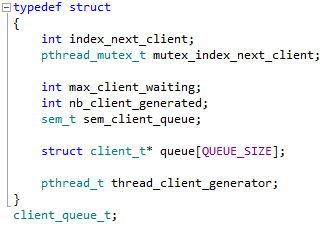 typedef struct
{
int index_next_client;
pthread_mutex_t mutex_index_next_client;
int max_client_waiting;
int nb_client_generated;
sem_t sem_client_queue;
struct client_t* queue[QUEUE_SIZE];
pthread_t thread_client_generator;
}
client_queue_t;